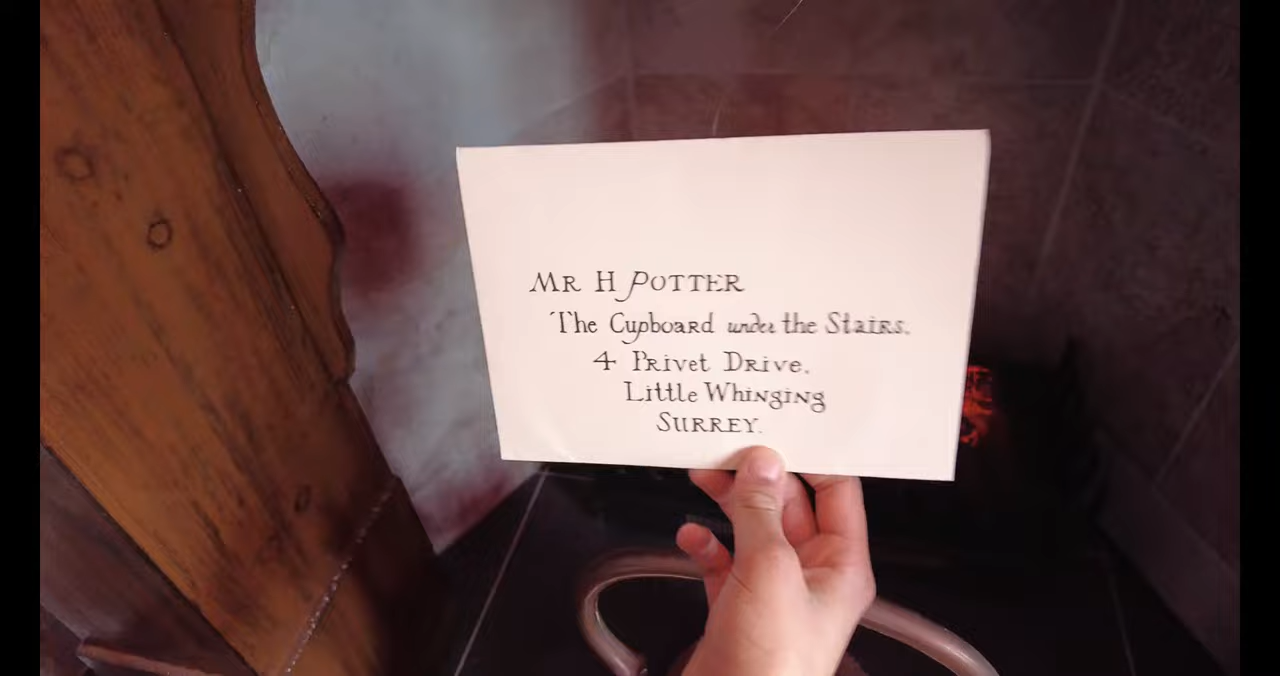 Mr H Potter
The Cupboard under the Stairs,
4 Privet Drive,
Little Whinging
SURREY.